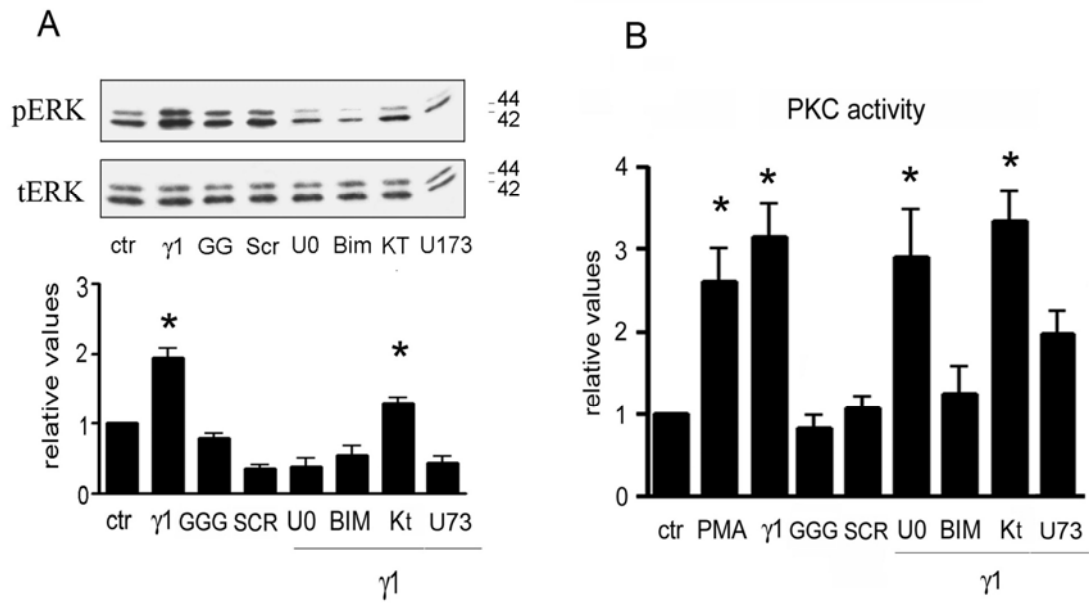 A
pERK
44
42
tERK
44
42
ctr γ1 GG Scr U0 Bim KT U173
relative values
3
2
1
0
* *
ctr γ1 GGG SCR U0 BIM Kt U73
γ1
B
PKC activity
relative values
4
3
2
1
0
* * * *
ctr PMA γ1 GGG SCR U0 BIM Kt U73
γ1